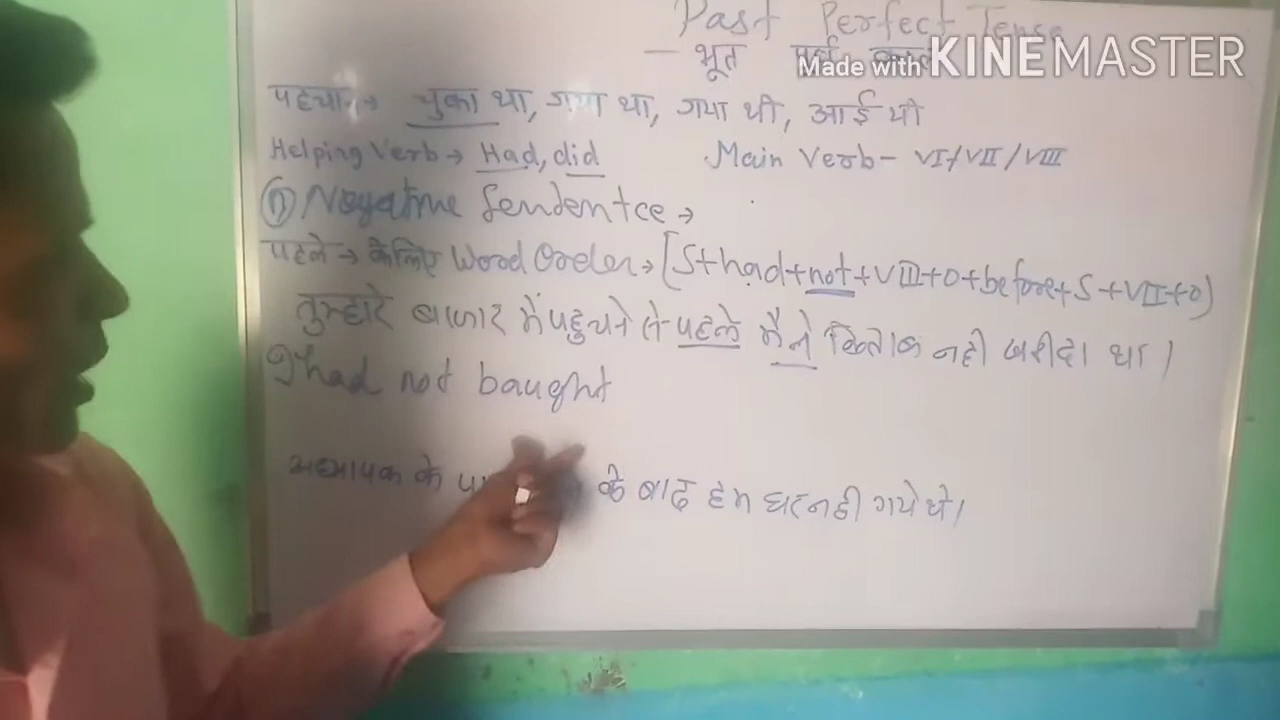 Past Perfect Tense
– भूत पूर्ण काल
Made with KINEMASTER
पहचान → चुका था, गया था, गया थी, आई थी
Helping Verb → Had, did Main Verb – VI/VII/VIII
Negative Sendentce →
पहले → के लिए Word Order → [S+had+not+VIII+O+before+S+VII+O)
तुम्हारे बाजार में पहुचने से पहले मैंने किताब नही खरीदा था।
I had not baught
अध्यापक के के बाद हम घर नही गये थे।